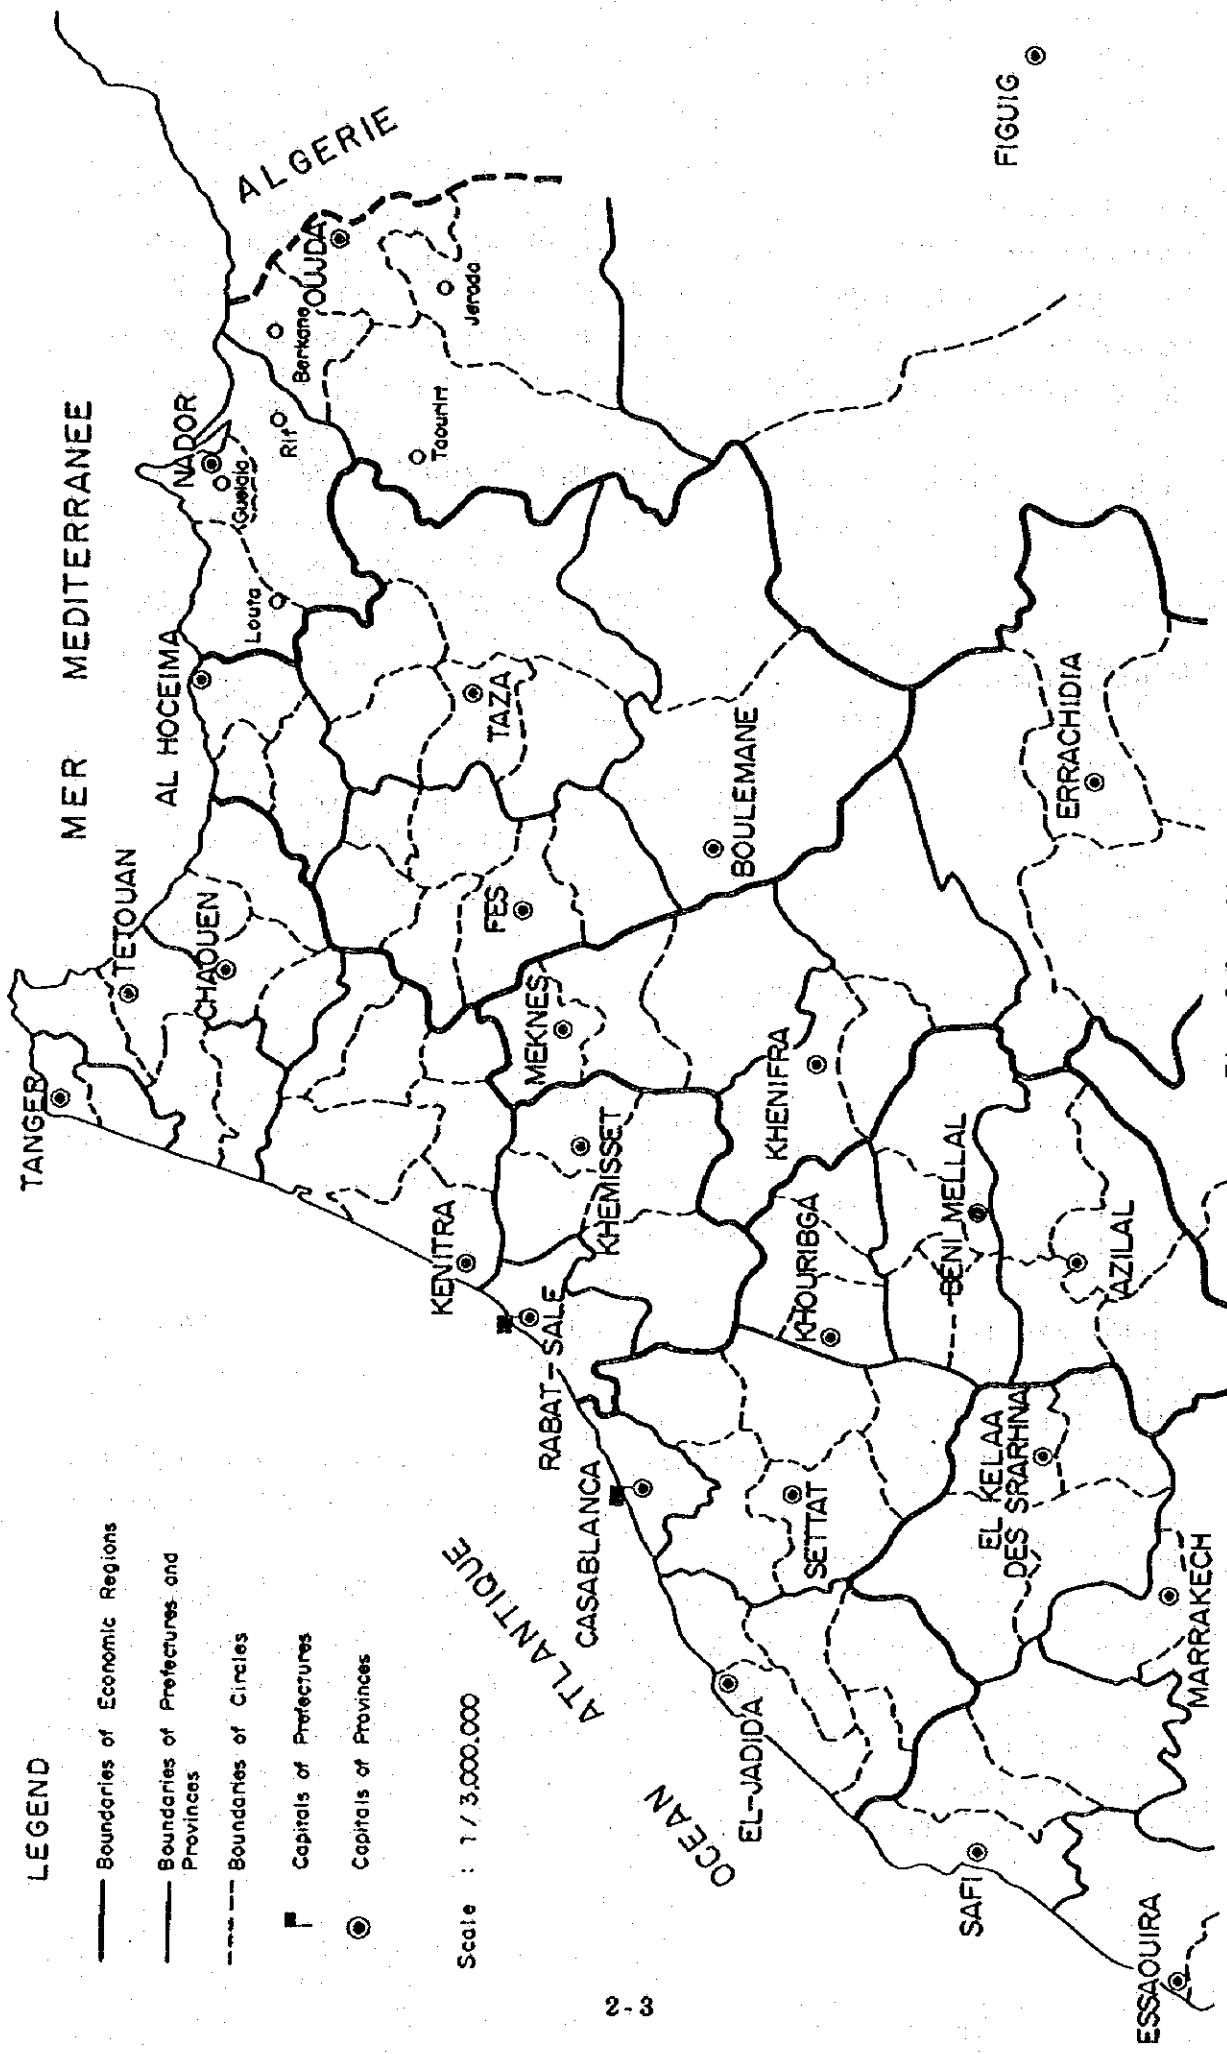 LEGEND
Boundaries of Economic Regions
Boundaries of Prefectures and
Provinces
Boundaries of Circles
Capitals of Prefectures
Capitals of Provinces
Scale : 1 / 3,000,000
MER MEDITERRANEE
OCEAN
ATLANTIQUE
ALGERIE
TANGER
TETOUAN
CHAOUEN
AL HOCEIMA
Louta
NADOR
Guelaia
Rif
Berkane
OUJDA
Taourirt
Jerada
FIGUIG
TAZA
FES
BOULEMANE
MEKNES
KENITRA
KHEMISSET
RABAT-SALE
CASABLANCA
KHENIFRA
KHOURIBGA
BENI MELLAL
ERRACHIDIA
AZILAL
SETTAT
EL-JADIDA
EL KELAA
DES SRARHNA
MARRAKECH
SAFI
ESSAOUIRA
2-3